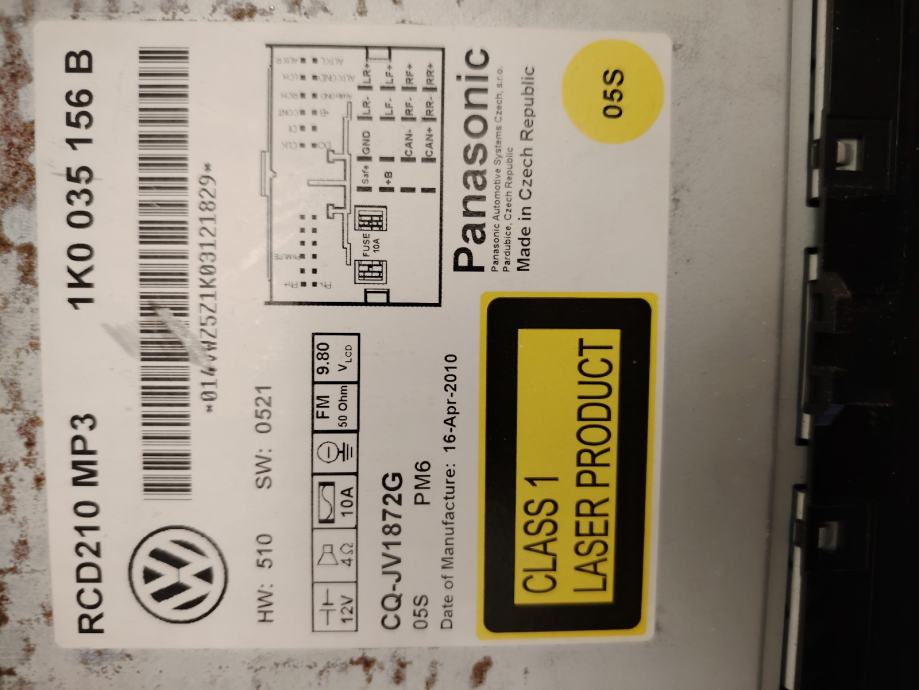 RCD210 MP3 1K0 035 156 B
HW: 510 SW: 0521
12V
4 Ω
10A
FM
50 Ohm
9.80
VLCD
CQ-JV1872G
05S PM6
Date of Manufacture: 16-Apr-2010
CLASS 1
LASER PRODUCT
LR+ LF+ RF+ RR+
LR- LF- RF- RR-
GND CAN- CAN+
Safe +B
FUSE
10A
Panasonic
Panasonic Automotive Systems Czech, s.r.o.
Pardubice, Czech Republic
Made in Czech Republic
05S